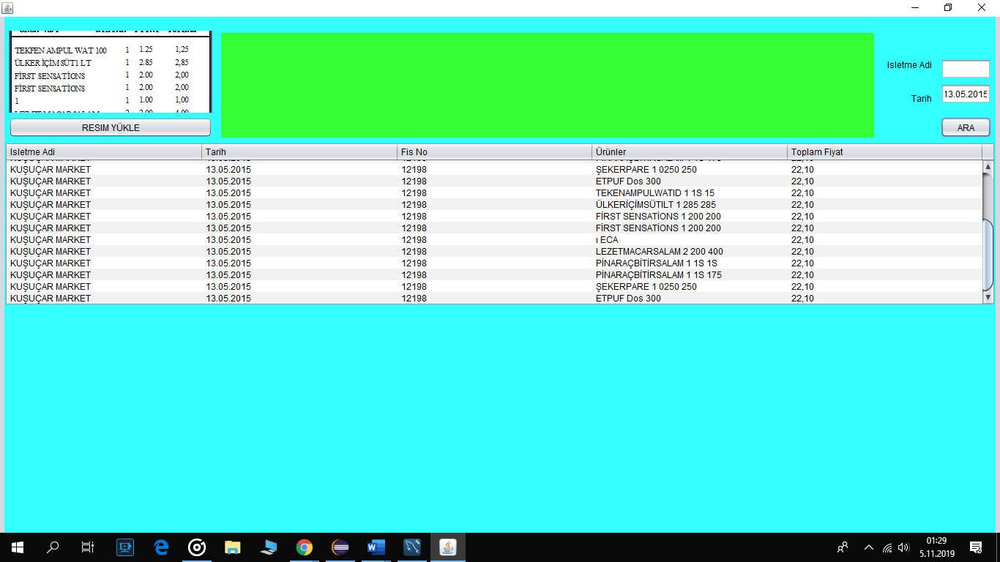 TEKFEN AMPUL WAT 100 1 1.25 1,25
ÜLKER İÇİM SÜT1 LT 1 2.85 2,85
FİRST SENSATİONS 1 2.00 2,00
FİRST SENSATİONS 1 2.00 2,00
1 1 1.00 1,00
RESIM YÜKLE
Isletme Adi
Tarih 13.05.2015
ARA
Isletme Adi Tarih Fis No Ürünler Toplam Fiyat
KUŞUÇAR MARKET 13.05.2015 12198 ŞEKERPARE 1 0250 250 22,10
KUŞUÇAR MARKET 13.05.2015 12198 ETPUF Dos 300 22,10
KUŞUÇAR MARKET 13.05.2015 12198 TEKENAMPULWATID 1 1S 15 22,10
KUŞUÇAR MARKET 13.05.2015 12198 ÜLKERİÇİMSÜTILT 1 285 285 22,10
KUŞUÇAR MARKET 13.05.2015 12198 FİRST SENSATİONS 1 200 200 22,10
KUŞUÇAR MARKET 13.05.2015 12198 FİRST SENSATİONS 1 200 200 22,10
KUŞUÇAR MARKET 13.05.2015 12198 ı ECA 22,10
KUŞUÇAR MARKET 13.05.2015 12198 LEZETMACARSALAM 2 200 400 22,10
KUŞUÇAR MARKET 13.05.2015 12198 PİNARAÇBİTİRSALAM 1 1S 1S 22,10
KUŞUÇAR MARKET 13.05.2015 12198 PİNARAÇBİTİRSALAM 1 1S 175 22,10
KUŞUÇAR MARKET 13.05.2015 12198 ŞEKERPARE 1 0250 250 22,10
KUŞUÇAR MARKET 13.05.2015 12198 ETPUF Dos 300 22,10
01:29
5.11.2019